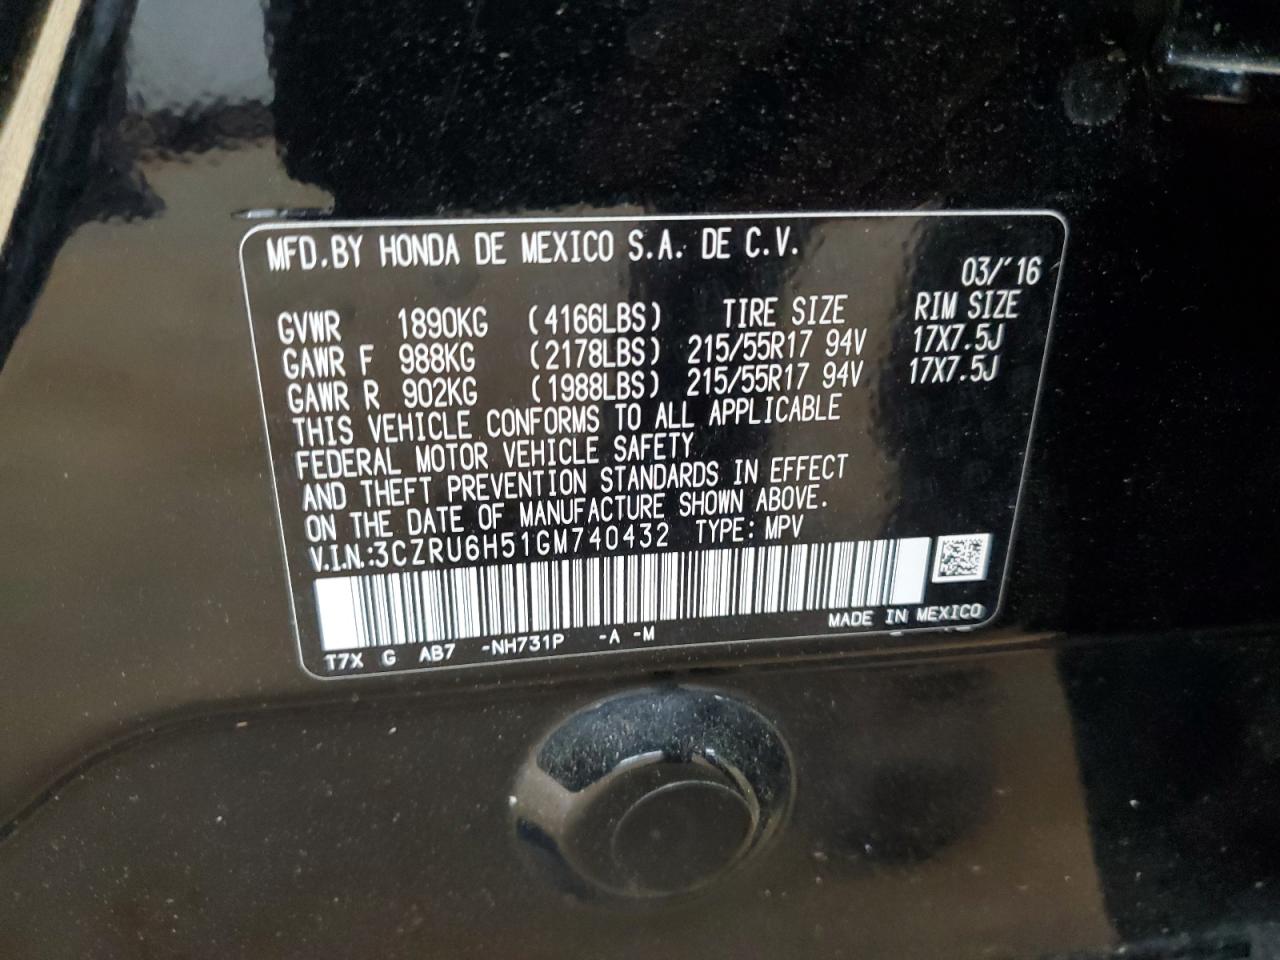 MFD.BY HONDA DE MEXICO S.A. DE C.V.
03/'16
GVWR 1890KG (4166LBS) TIRE SIZE RIM SIZE
GAWR F 988KG (2178LBS) 215/55R17 94V 17X7.5J
GAWR R 902KG (1988LBS) 215/55R17 94V 17X7.5J
THIS VEHICLE CONFORMS TO ALL APPLICABLE
FEDERAL MOTOR VEHICLE SAFETY
AND THEFT PREVENTION STANDARDS IN EFFECT
ON THE DATE OF MANUFACTURE SHOWN ABOVE.
V.I.N.:3CZRU6H51GM740432 TYPE: MPV
MADE IN MEXICO
T7X G AB7 -NH731P -A -M